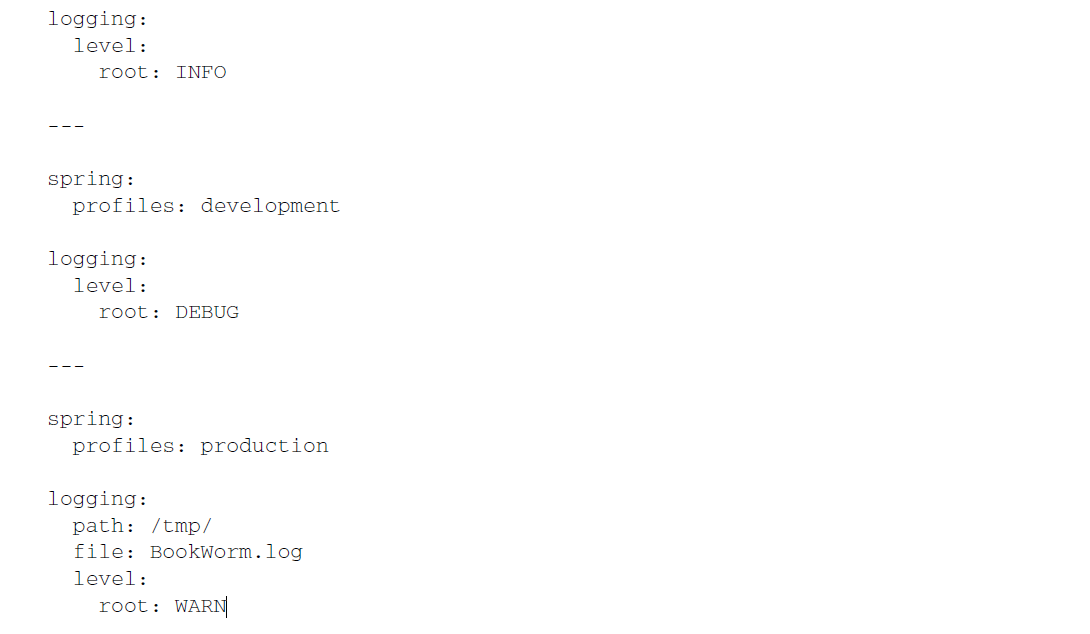 logging:
  level:
    root: INFO

---

spring:
  profiles: development

logging:
  level:
    root: DEBUG

---

spring:
  profiles: production

logging:
  path: /tmp/
  file: BookWorm.log
  level:
    root: WARN